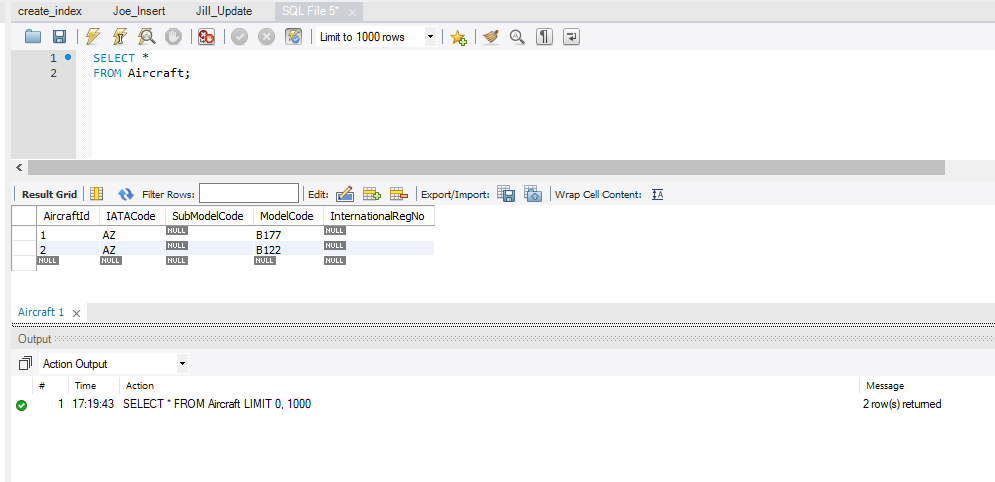 create_index Joe_Insert Jill_Update SQL File 5*
Limit to 1000 rows
1 SELECT *
2 FROM Aircraft;
Result Grid Filter Rows: Edit: Export/Import: Wrap Cell Content:
AircraftId IATACode SubModelCode ModelCode InternationalRegNo
1 AZ NULL B177 NULL
2 AZ NULL B122 NULL
NULL NULL NULL NULL NULL
Aircraft 1
Output
Action Output
# Time Action Message
1 17:19:43 SELECT * FROM Aircraft LIMIT 0, 1000 2 row(s) returned